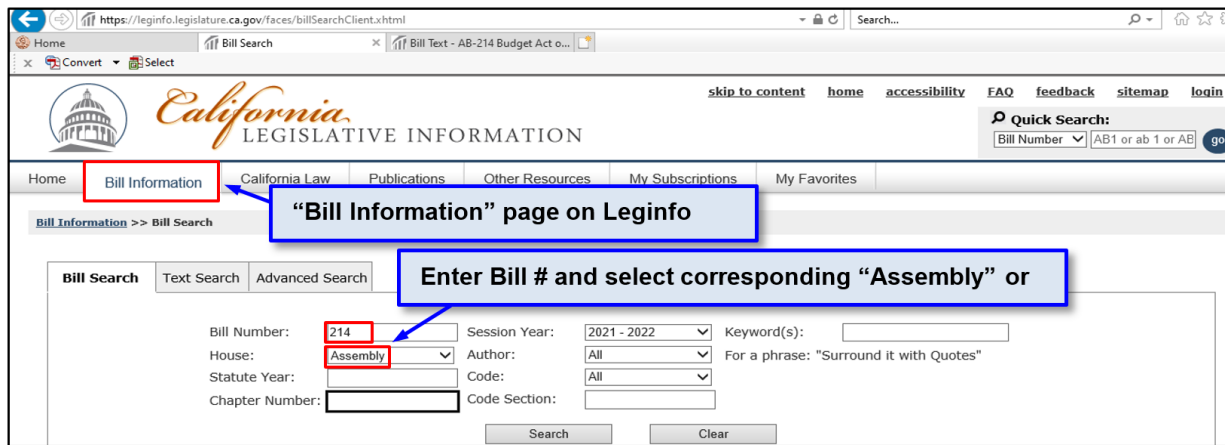 https://leginfo.legislature.ca.gov/faces/billSearchClient.xhtml Search...
Home Bill Search × Bill Text - AB-214 Budget Act o...
x Convert Select
skip to content home accessibility FAQ feedback sitemap login
California
LEGISLATIVE INFORMATION
Quick Search:
Bill Number AB1 or ab 1 or AB go
Home Bill Information California Law Publications Other Resources My Subscriptions My Favorites
“Bill Information” page on Leginfo
Bill Information >> Bill Search
Enter Bill # and select corresponding “Assembly” or
Bill Search Text Search Advanced Search
Bill Number: 214 Session Year: 2021 - 2022 Keyword(s):
House: Assembly Author: All For a phrase: "Surround it with Quotes"
Statute Year: Code: All
Chapter Number: Code Section:
Search Clear